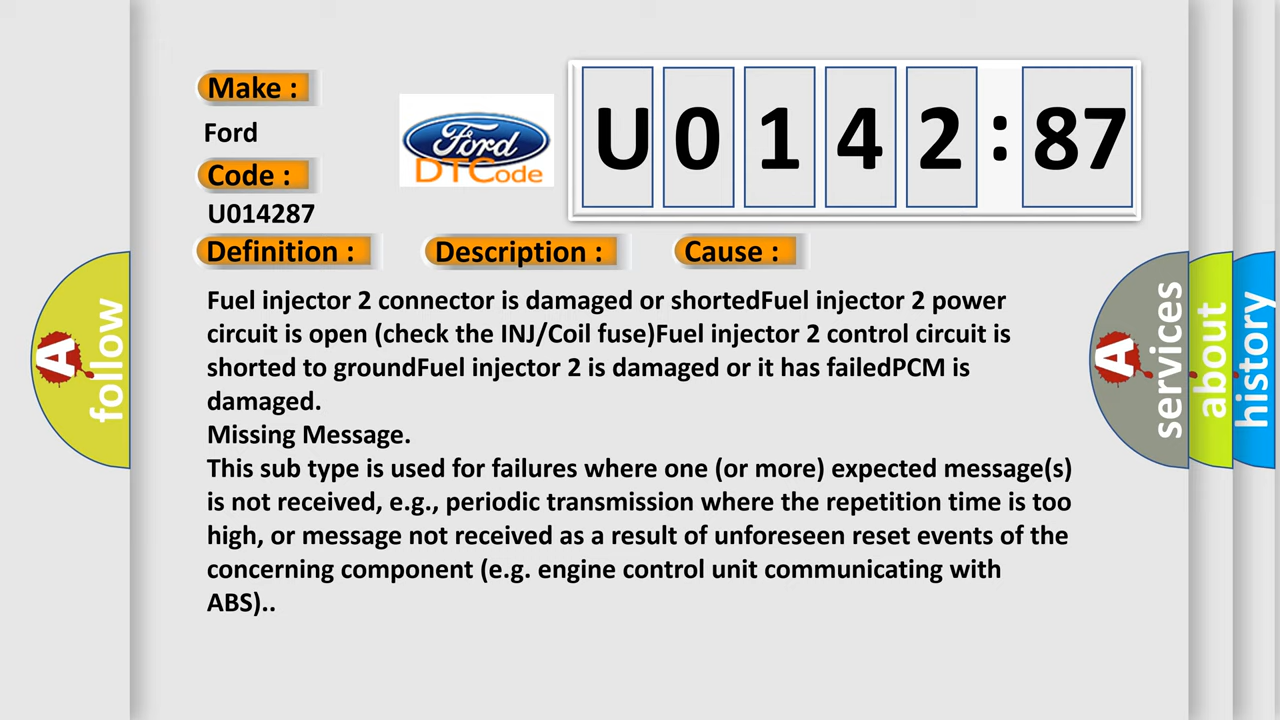 Make :
Ford
Code :
U014287
Ford
DTCode
U0142:87
Definition :
Description :
Cause :
Fuel injector 2 connector is damaged or shortedFuel injector 2 power
circuit is open (check the INJ/Coil fuse)Fuel injector 2 control circuit is
shorted to groundFuel injector 2 is damaged or it has failedPCM is
damaged.
Missing Message.
This sub type is used for failures where one (or more) expected message(s)
is not received, e.g., periodic transmission where the repetition time is too
high, or message not received as a result of unforeseen reset events of the
concerning component (e.g. engine control unit communicating with
ABS)..
A
follow
A
services
about
history